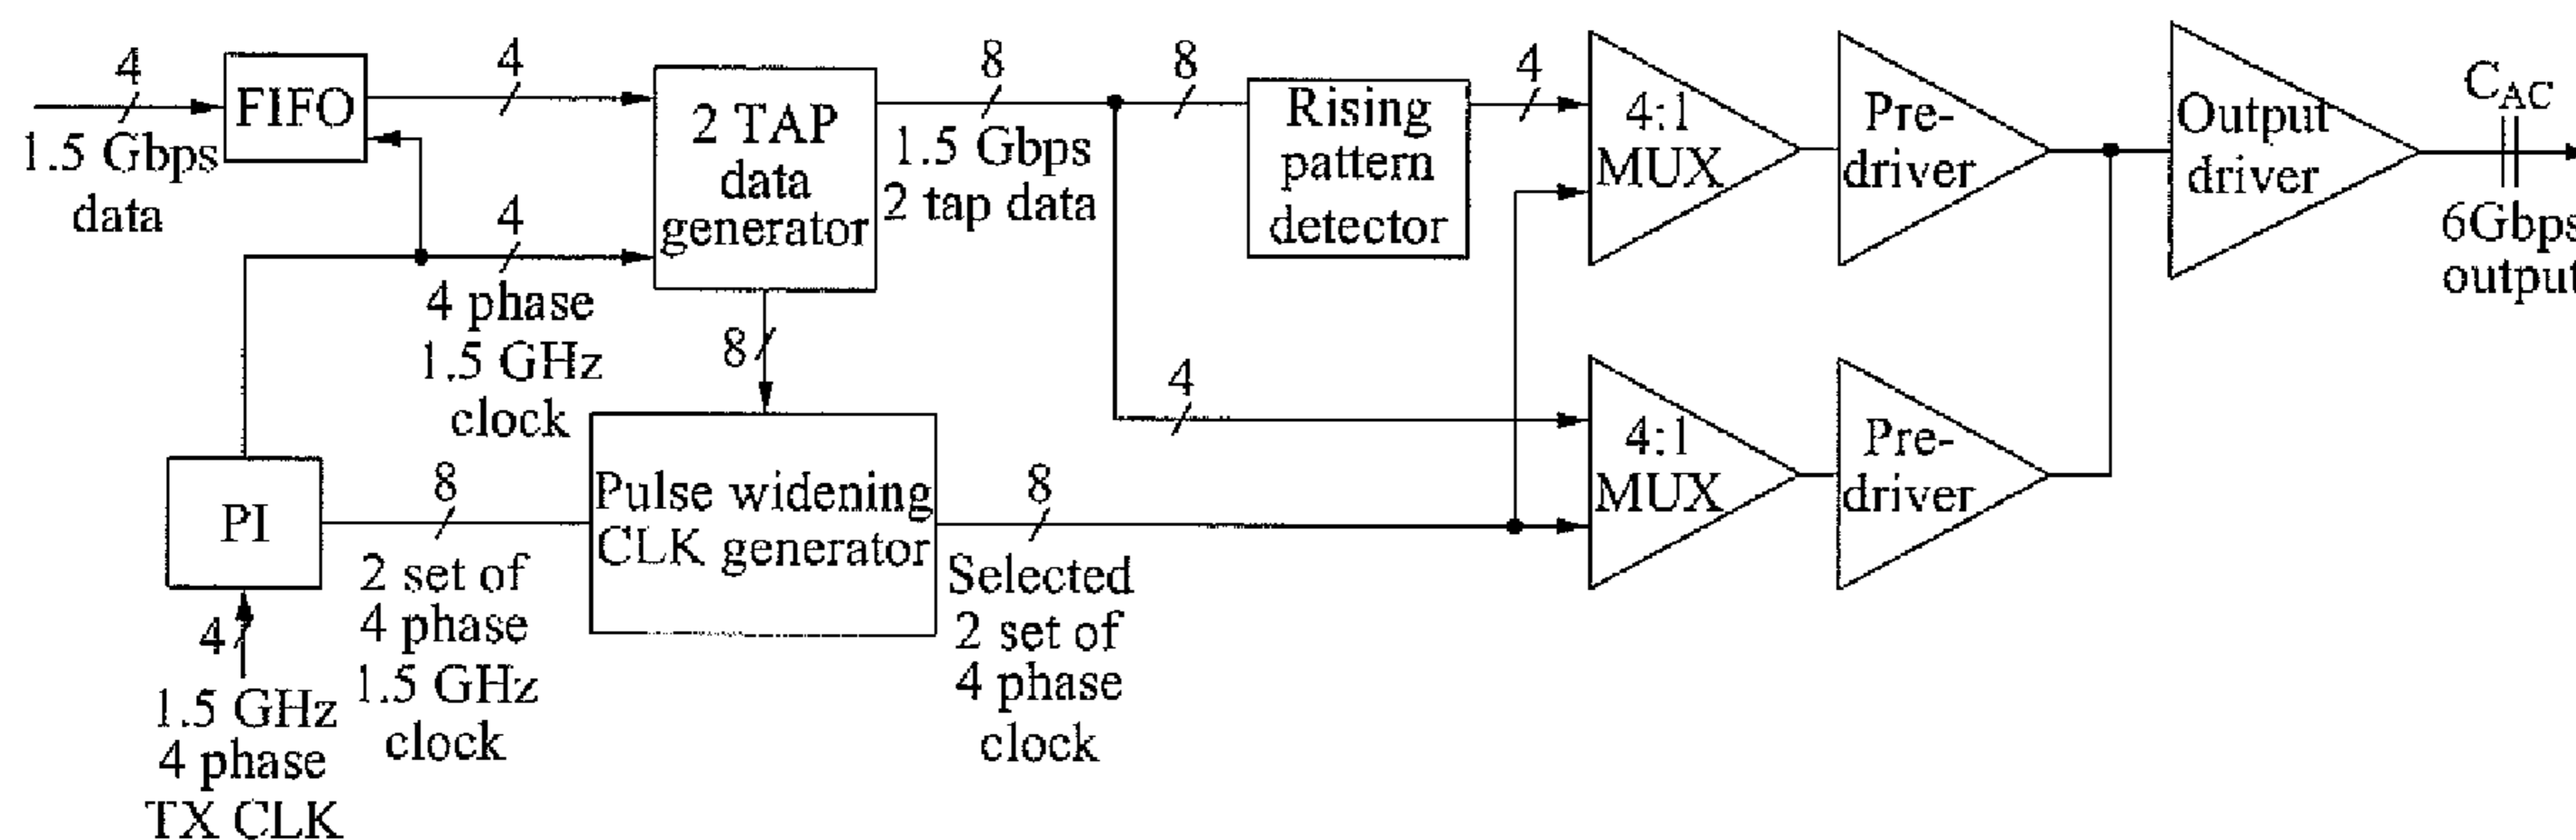 4
FIFO
1.5 Gbps
data
4
4
4 phase
1.5 GHz
clock
2 TAP
data
generator
8
1.5 Gbps
2 tap data
8
8
Rising
pattern
detector
4
4:1
MUX
Pre-
driver
Output
driver
C_AC
6Gbps
output
4
4:1
MUX
Pre-
driver
PI
4
1.5 GHz
4 phase
TX CLK
8
2 set of
4 phase
1.5 GHz
clock
Pulse widening
CLK generator
8
Selected
2 set of
4 phase
clock